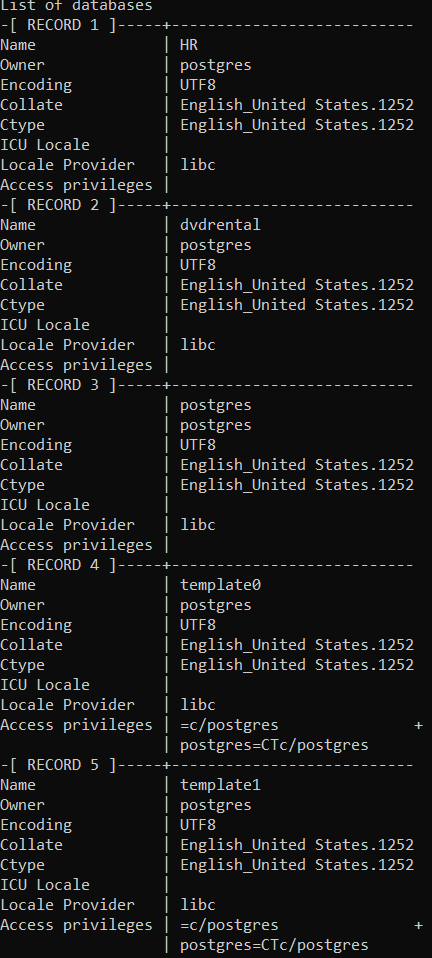 List of databases
-[ RECORD 1 ]-----+---------------------------
Name              | HR
Owner             | postgres
Encoding          | UTF8
Collate           | English_United States.1252
Ctype             | English_United States.1252
ICU Locale        |
Locale Provider   | libc
Access privileges |
-[ RECORD 2 ]-----+---------------------------
Name              | dvdrental
Owner             | postgres
Encoding          | UTF8
Collate           | English_United States.1252
Ctype             | English_United States.1252
ICU Locale        |
Locale Provider   | libc
Access privileges |
-[ RECORD 3 ]-----+---------------------------
Name              | postgres
Owner             | postgres
Encoding          | UTF8
Collate           | English_United States.1252
Ctype             | English_United States.1252
ICU Locale        |
Locale Provider   | libc
Access privileges |
-[ RECORD 4 ]-----+---------------------------
Name              | template0
Owner             | postgres
Encoding          | UTF8
Collate           | English_United States.1252
Ctype             | English_United States.1252
ICU Locale        |
Locale Provider   | libc
Access privileges | =c/postgres               +
                  | postgres=CTc/postgres
-[ RECORD 5 ]-----+---------------------------
Name              | template1
Owner             | postgres
Encoding          | UTF8
Collate           | English_United States.1252
Ctype             | English_United States.1252
ICU Locale        |
Locale Provider   | libc
Access privileges | =c/postgres               +
                  | postgres=CTc/postgres